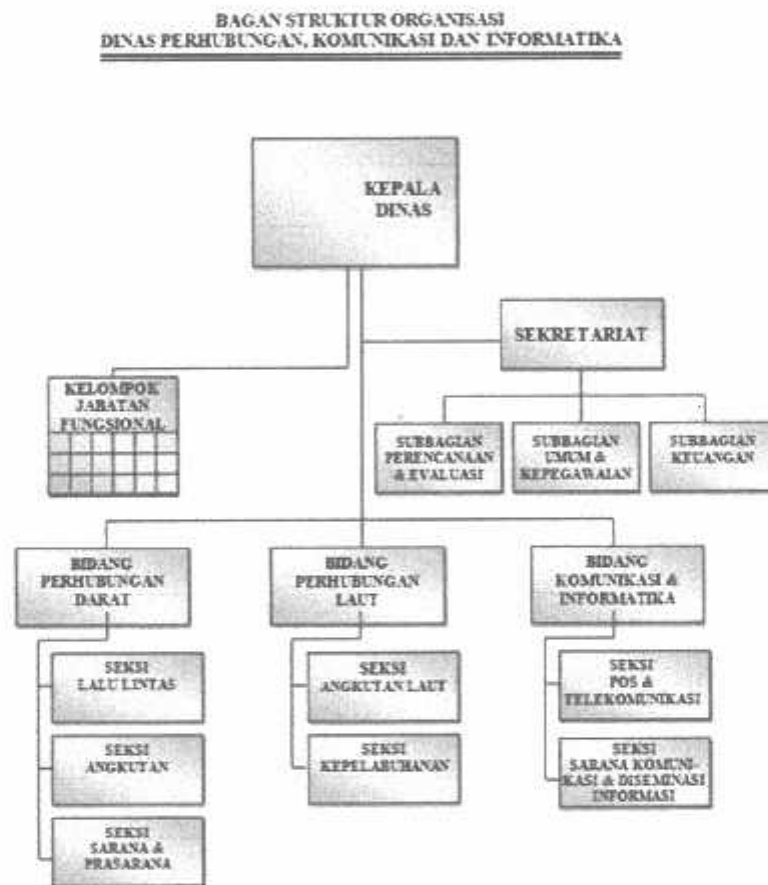 BAGAN STRUKTUR ORGANISASI
DINAS PERHUBUNGAN, KOMUNIKASI DAN INFORMATIKA
KEPALA
DINAS
SEKRETARIAT
KELOMPOK
JABATAN
FUNGSIONAL
SUBBAGIAN
PERENCANAAN
& EVALUASI
SUBBAGIAN
UMUM &
KEPEGAWAIAN
SUBBAGIAN
KEUANGAN
BIDANG
PERHUBUNGAN
DARAT
BIDANG
PERHUBUNGAN
LAUT
BIDANG
KOMUNIKASI &
INFORMATIKA
SEKSI
LALU LINTAS
SEKSI
ANGKUTAN LAUT
SEKSI
POS &
TELEKOMUNIKASI
SEKSI
ANGKUTAN
SEKSI
KEPELABUHANAN
SEKSI
SARANA KOMUNI-
KASI & DISEMINASI
INFORMASI
SEKSI
SARANA &
PRASARANA